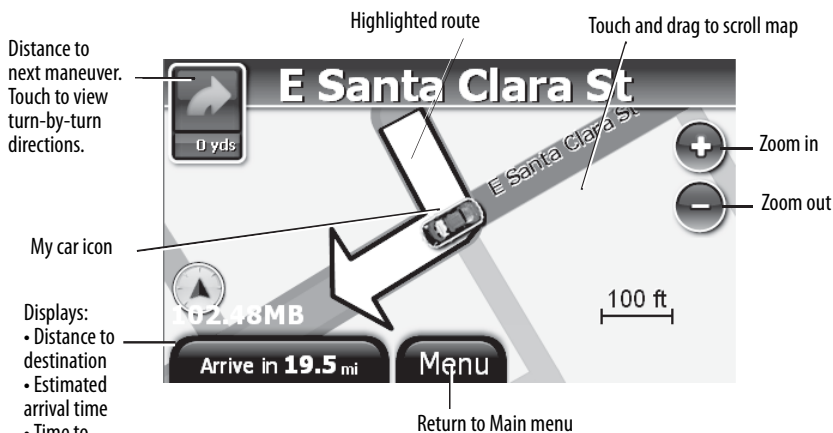 Highlighted route
Touch and drag to scroll map
Distance to
next maneuver.
Touch to view
turn-by-turn
directions.
E Santa Clara St
0 yds
E Santa Clara St
Zoom in
Zoom out
My car icon
100 ft
102.48MB
Displays:
• Distance to
destination
• Estimated
arrival time
• Time to
Arrive in 19.5 mi
Menu
Return to Main menu